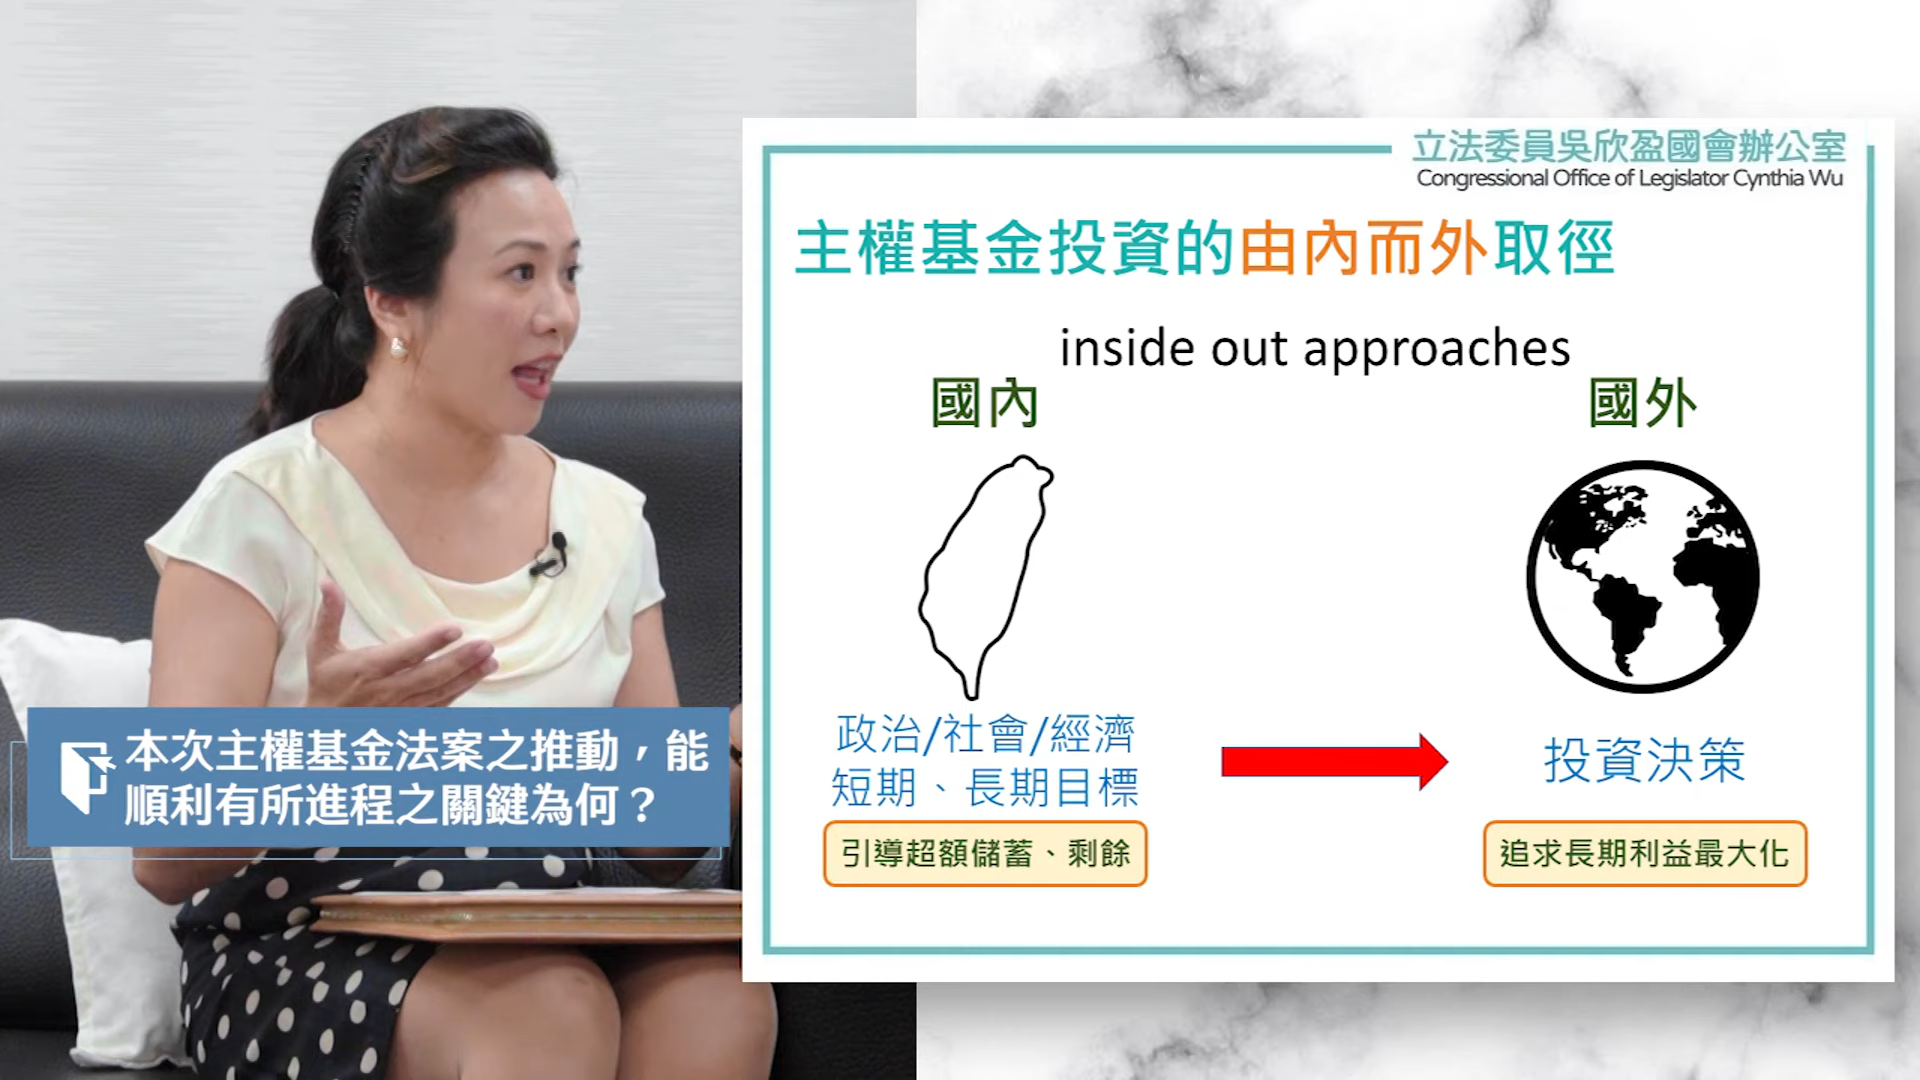 立法委員吳欣盈國會辦公室
Congressional Office of Legislator Cynthia Wu
主權基金投資的由內而外取徑
inside out approaches
國內
國外
政治/社會/經濟
短期、長期目標
投資決策
引導超額儲蓄、剩餘
追求長期利益最大化
本次主權基金法案之推動，能
順利有所進程之關鍵為何？